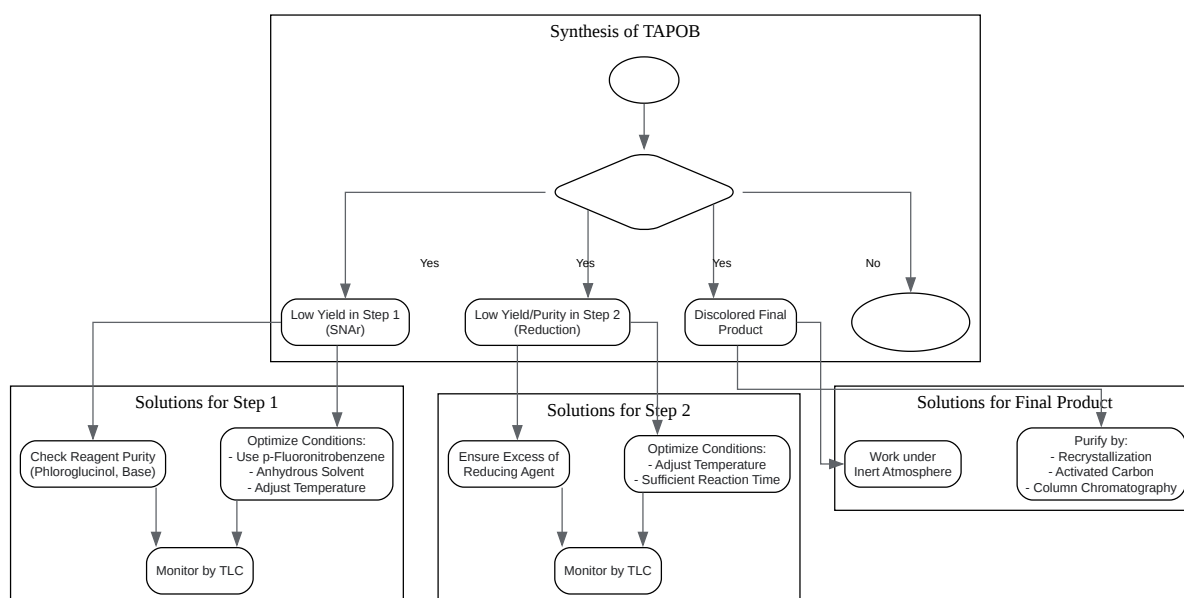 Synthesis of TAPOB
Yes
Yes
Yes
No
Low Yield in Step 1
(SNAr)
Low Yield/Purity in Step 2
(Reduction)
Discolored Final
Product
Solutions for Step 1
Check Reagent Purity
(Phloroglucinol, Base)
Optimize Conditions:
- Use p-Fluoronitrobenzene
- Anhydrous Solvent
- Adjust Temperature
Monitor by TLC
Solutions for Step 2
Ensure Excess of
Reducing Agent
Optimize Conditions:
- Adjust Temperature
- Sufficient Reaction Time
Monitor by TLC
Solutions for Final Product
Work under
Inert Atmosphere
Purify by:
- Recrystallization
- Activated Carbon
- Column Chromatography